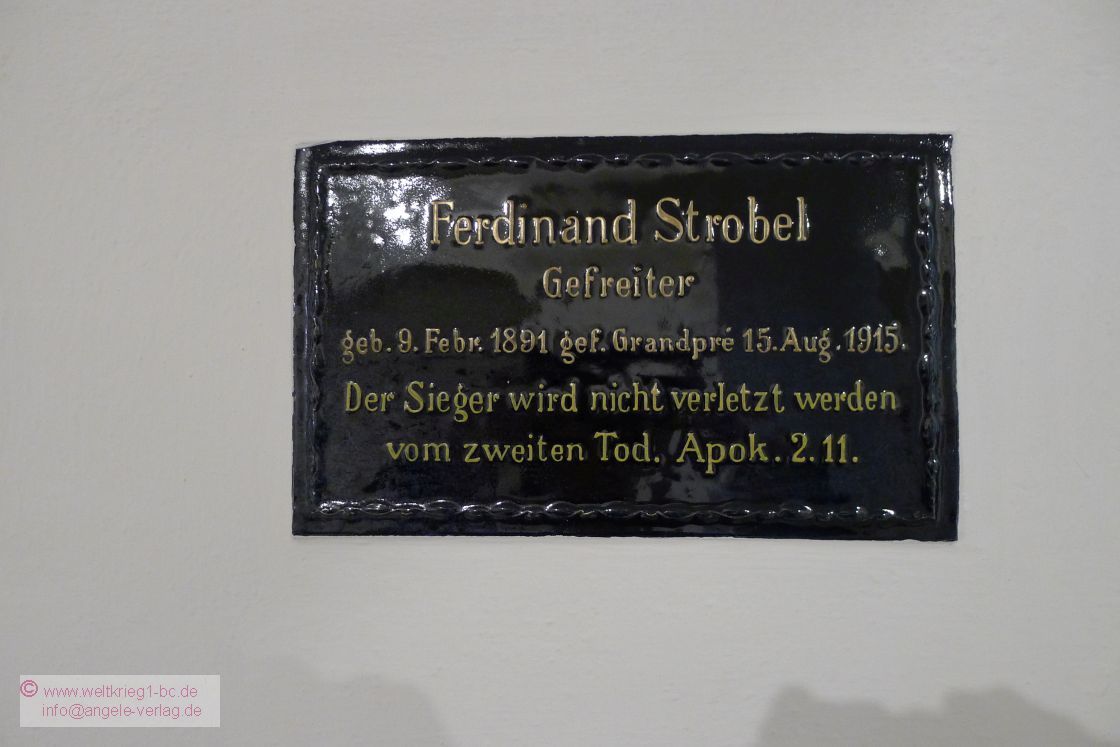 Ferdinand Strobel
Gefreiter
geb. 9. Febr. 1891 gef. Grandpré 15. Aug. 1915.
Der Sieger wird nicht verletzt werden
vom zweiten Tod. Apok. 2.11.
© www.weltkrieg1-bc.de
info@angele-verlag.de